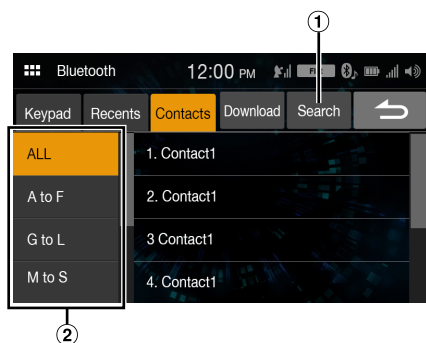 1
Bluetooth 12:00 PM
Keypad Recents Contacts Download Search
ALL
1. Contact1
A to F
2. Contact1
G to L
3 Contact1
M to S
4. Contact1
2